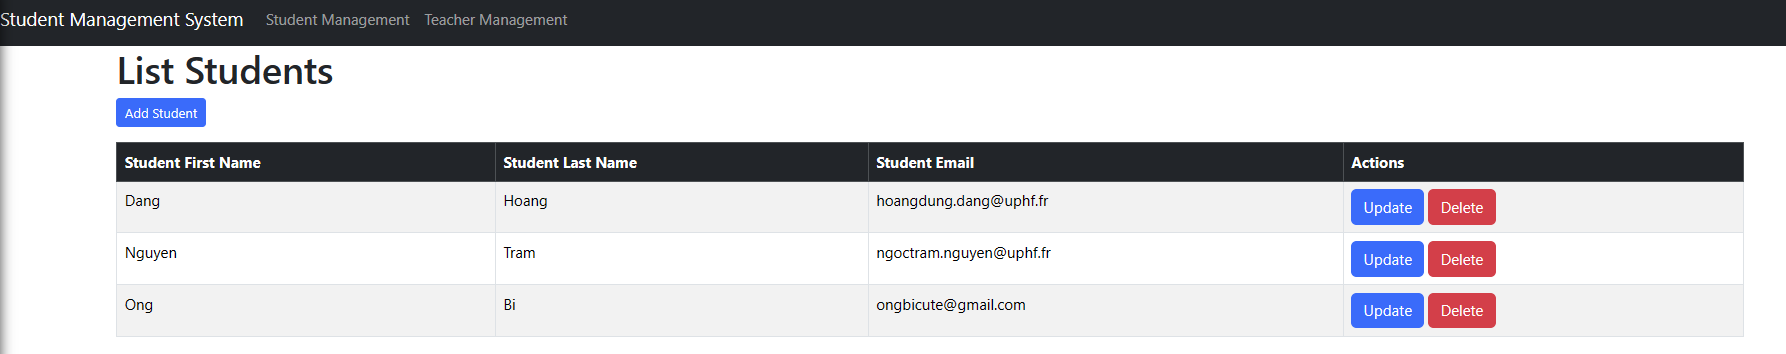 Student Management System Student Management Teacher Management
List Students
Add Student
Student First Name Student Last Name Student Email Actions
Dang Hoang hoangdung.dang@uphf.fr Update Delete
Nguyen Tram ngoctram.nguyen@uphf.fr Update Delete
Ong Bi ongbicute@gmail.com Update Delete